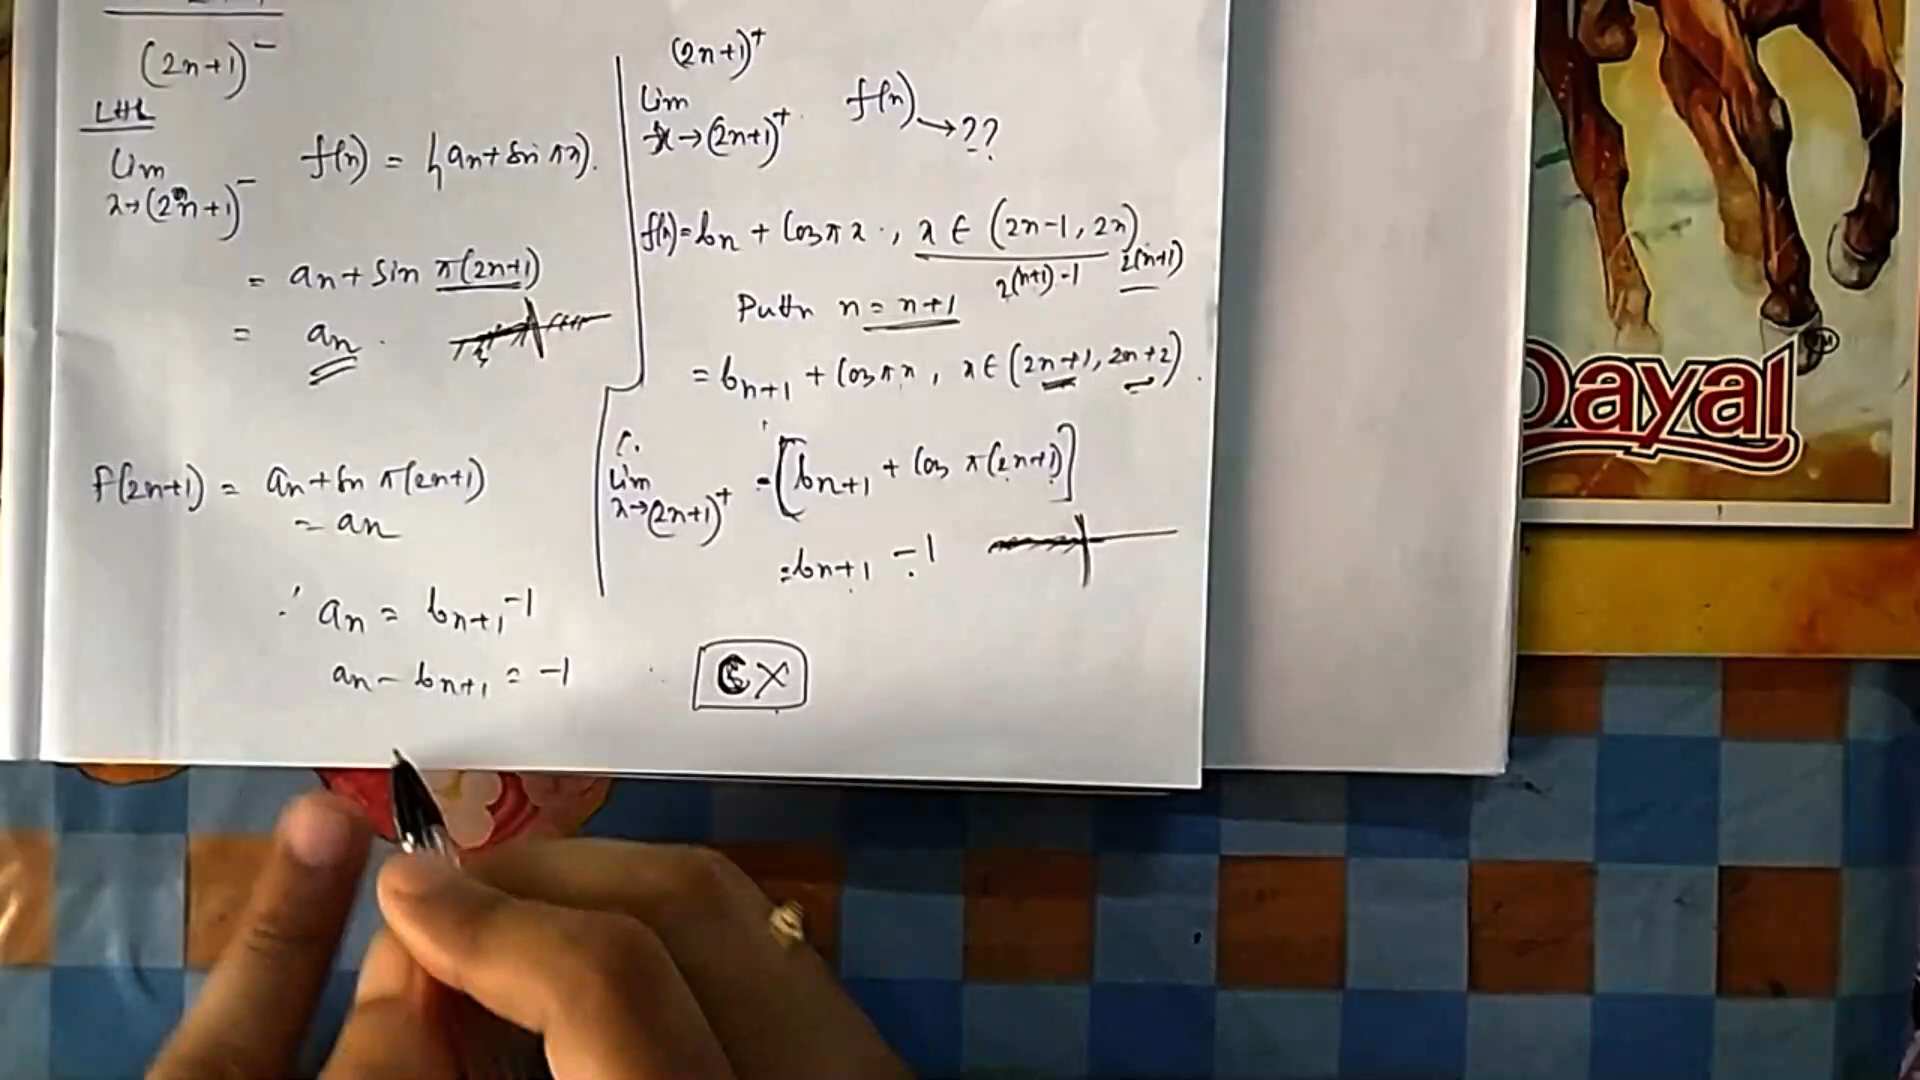 (2n+1)⁻
LHL
Lim
x→(2n+1)⁻
f(x) = {an + sin πx).
= an + sin π(2n+1)
= an.
f(2n+1) = an + sin π(2n+1)
= an
∴ an = bn+1 -1
an - bn+1 = -1
(2n+1)⁺
Lim
x→(2n+1)⁺
f(x)→??
f(x) = bn + Cos πx, x ∈ (2n-1, 2n)
2(n+1)-1 2(n+1)
Putn n = n+1
= bn+1 + Cos πx, x ∈ (2n+1, 2n+2).
Lim
x→(2n+1)⁺
= [bn+1 + Cos π(2n+1)]
= bn+1 -1
C X
Dayal
TM